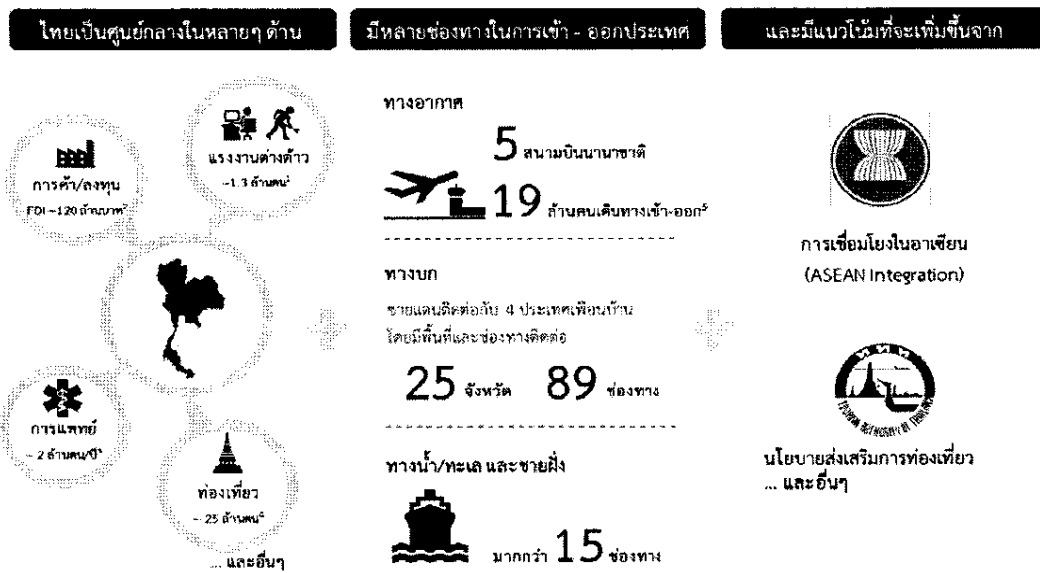 ไทยเป็นศูนย์กลางในหลายๆ ด้าน
แรงงานต่างด้าว
~1.3 ล้านคน
การค้า/ลงทุน
FDI ~120 ล้านบาท
การแพทย์
~ 2 ล้านคน/ปี
ท่องเที่ยว
~ 25 ล้านคน
... และอื่นๆ
มีหลายช่องทางในการเข้า - ออกประเทศ
ทางอากาศ
5 สนามบินนานาชาติ
19 ล้านคนเดินทางเข้า-ออก⁵
ทางบก
ชายแดนติดต่อกับ 4 ประเทศเพื่อนบ้าน
โดยมีพื้นที่และช่องทางติดต่อ
25 จังหวัด 89 ช่องทาง
ทางน้ำ/ทะเล และชายฝั่ง
มากกว่า 15 ช่องทาง
และมีแนวโน้มที่จะเพิ่มขึ้นจาก
การเชื่อมโยงในอาเซียน
(ASEAN Integration)
ททท
TOURISM AUTHORITY OF THAILAND
นโยบายส่งเสริมการท่องเที่ยว
... และอื่นๆ